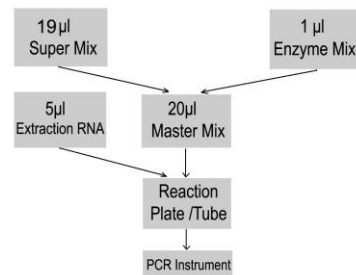 19μl
Super Mix
1 μl
Enzyme Mix
5μl
Extraction RNA
20μl
Master Mix
Reaction
Plate /Tube
PCR Instrument